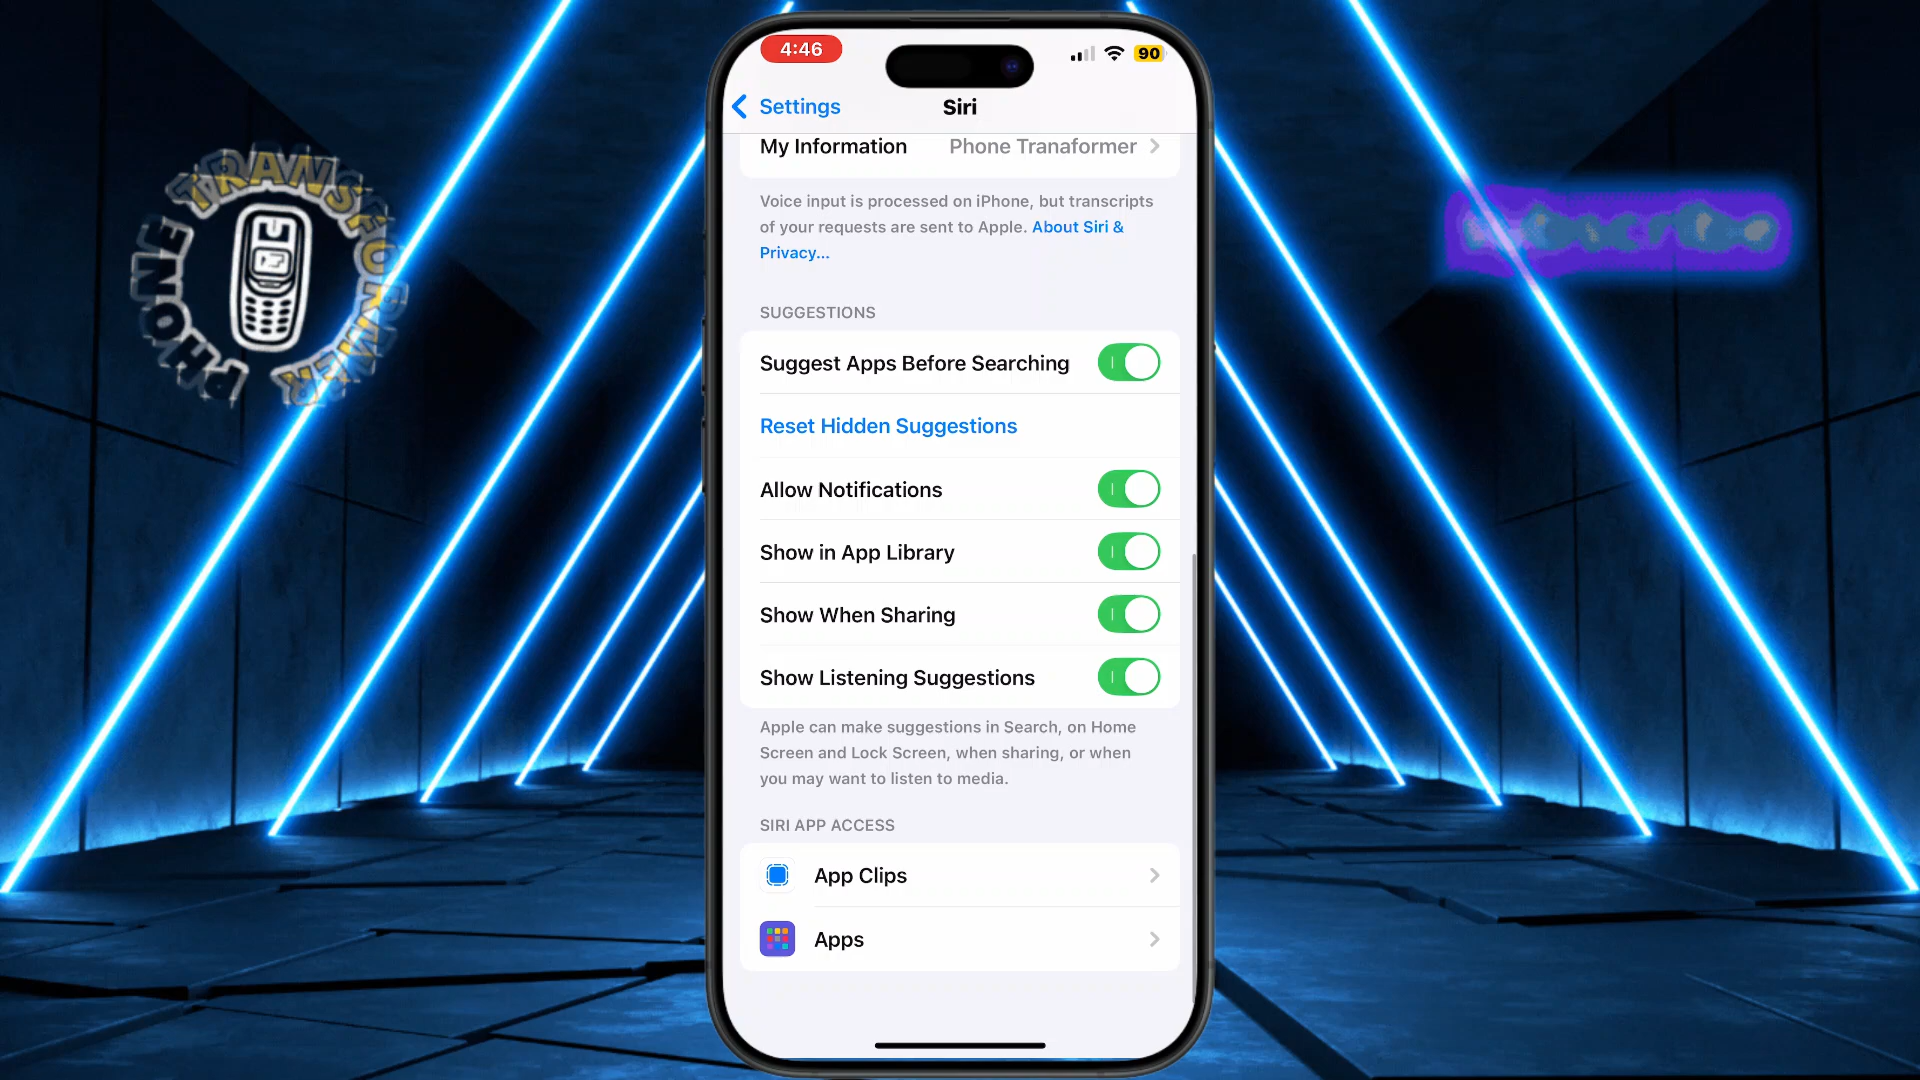 4:46
90
Settings
Siri
My Information
Phone Tranaformer
Voice input is processed on iPhone, but transcripts
of your requests are sent to Apple. About Siri &
Privacy...
SUGGESTIONS
Suggest Apps Before Searching
Reset Hidden Suggestions
Allow Notifications
Show in App Library
Show When Sharing
Show Listening Suggestions
Apple can make suggestions in Search, on Home
Screen and Lock Screen, when sharing, or when
you may want to listen to media.
SIRI APP ACCESS
App Clips
Apps
PHONE TRANSFORMER